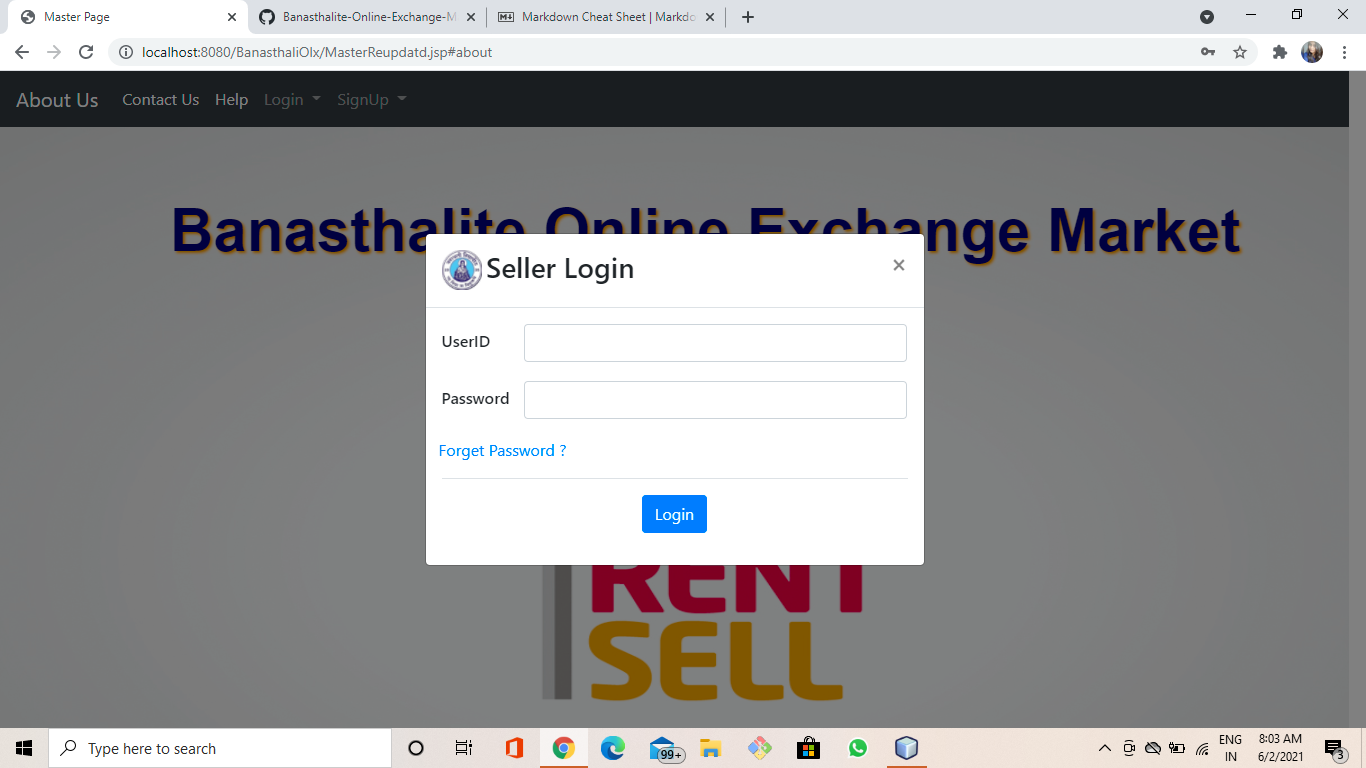 Master Page
Banasthalite-Online-Exchange-M
Markdown Cheat Sheet | Markdo
localhost:8080/BanasthaliOlx/MasterReupdatd.jsp#about
About Us Contact Us Help Login SignUp
Banasthalite Online Exchange Market
Seller Login
×
UserID
Password
Forget Password ?
Login
RENT
SELL
Type here to search
99+
ENG
IN
8:03 AM
6/2/2021
3